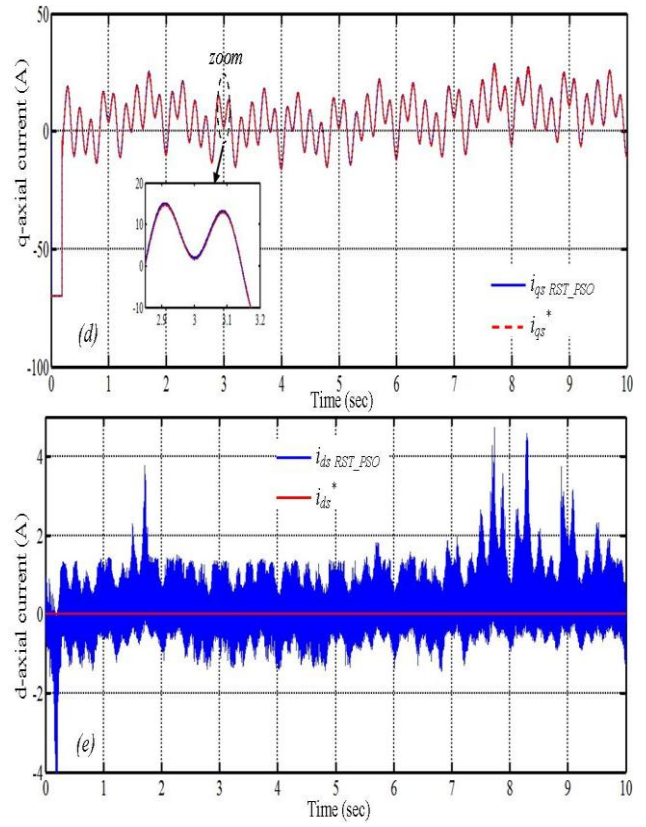 50
0
-50
-100
q-axial current (A)
zoom
20
10
0
-10
2.9 3 3.1 3.2
(d)
i_qs RST_PSO
i_qs*
0 1 2 3 4 5 6 7 8 9 10
Time (sec)
4
2
0
-2
-4
d-axial current (A)
i_ds RST_PSO
i_ds*
(e)
0 1 2 3 4 5 6 7 8 9 10
Time (sec)